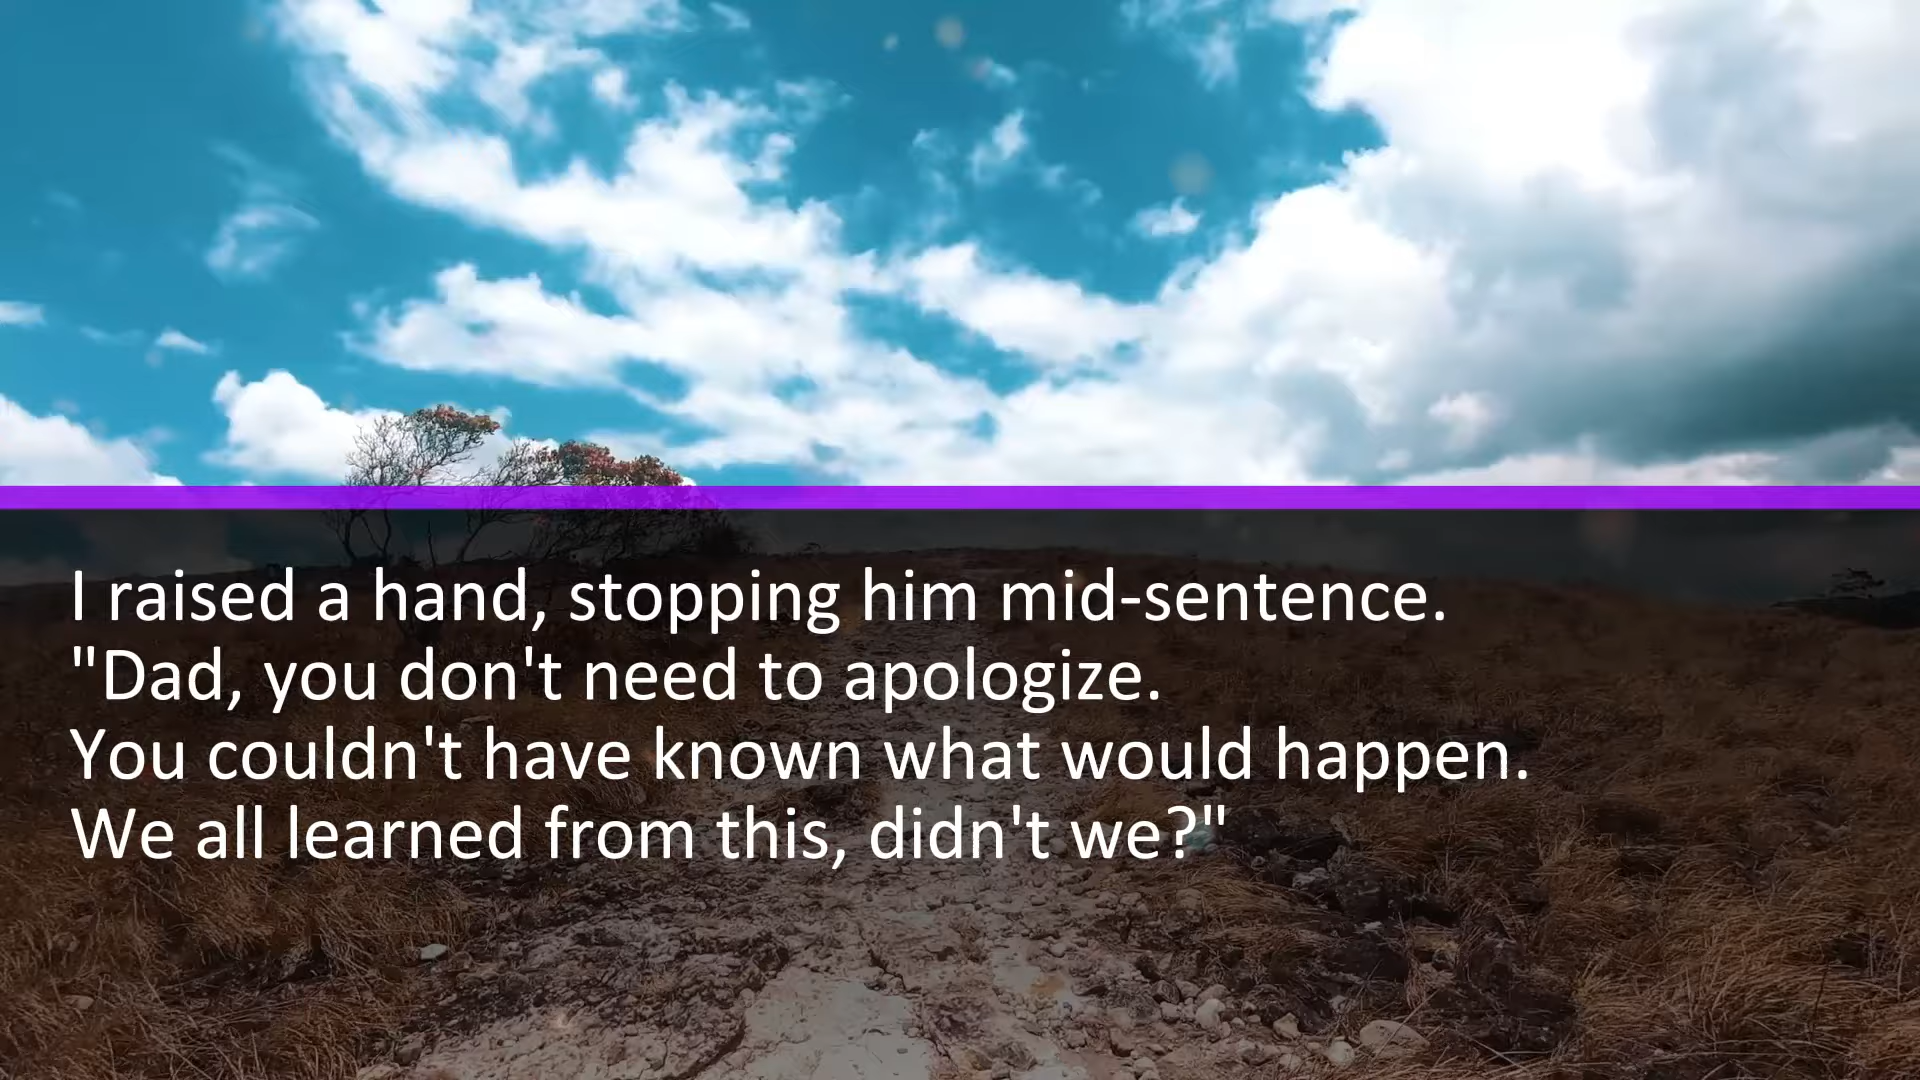 I raised a hand, stopping him mid-sentence.
"Dad, you don't need to apologize.
You couldn't have known what would happen.
We all learned from this, didn't we?"